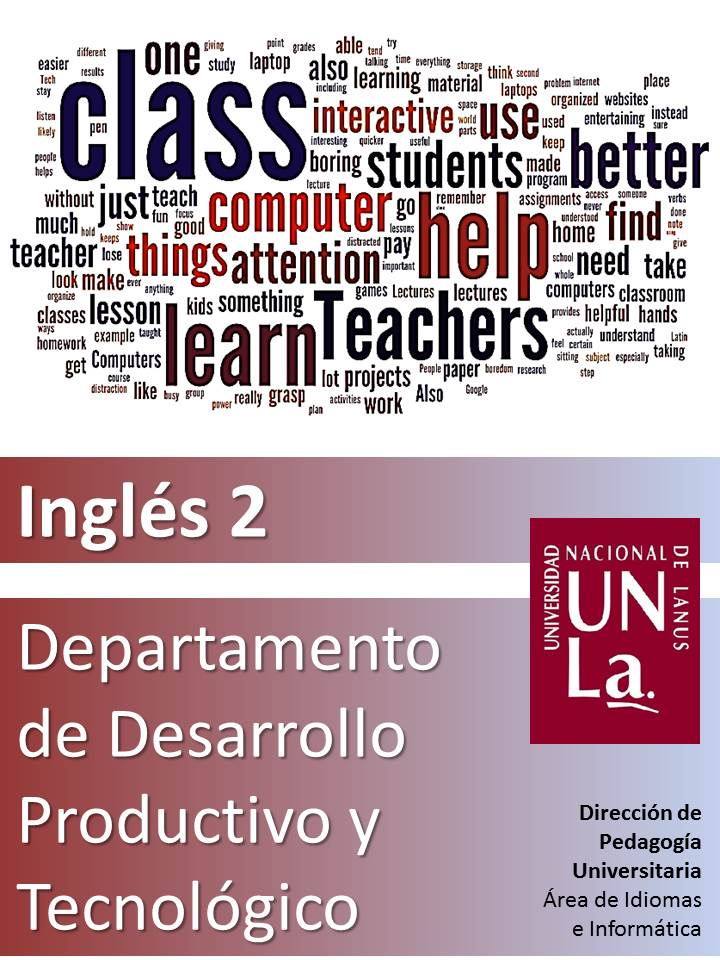 one giving point grades able tend try
easier different study laptop also talking time everything storage think second
Tech results learning material laptops problem internet place
stay class including space organized websites
listen pen interactive world use used entertaining instead
likely parts keep sure
people interesting quicker useful students made better
helps boring program
without just teach lecture computer go remember assignments access someone verbs
much hold fun focus good lessons understood never find done
show note
teacher keeps lose things attention distracted pay help home give
important school need take
look make ever anything whole
organize kids something games Lectures lectures computers classroom
classes lesson learn Teachers provides helpful hands
ways example taught actually understand Latin
homework feel certain
get Computers sitting subject especially taking
course lot projects People paper boredom research step
distraction like busy group power really grasp plan activities work Also Google
Inglés 2
UNIVERSIDAD NACIONAL DE LANUS
UN
La.
Departamento
de Desarrollo
Productivo y
Tecnológico
Dirección de
Pedagogía
Universitaria
Área de Idiomas
e Informática